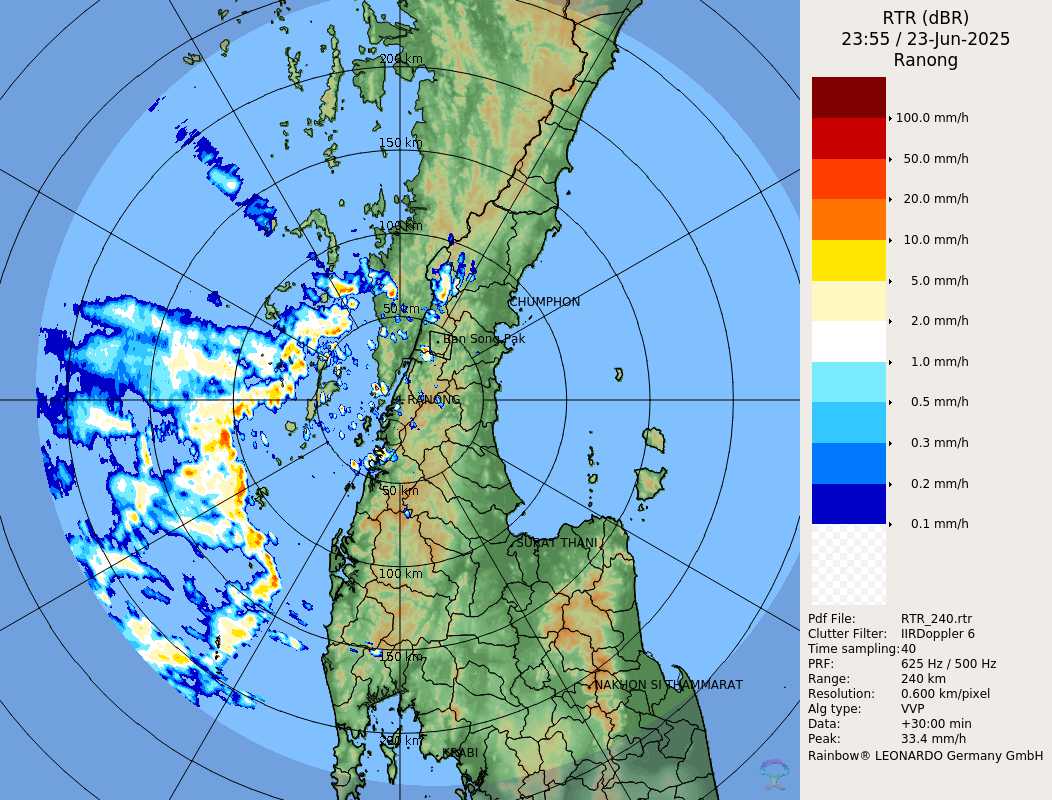 RTR (dBR)
23:55 / 23-Jun-2025
Ranong
100.0 mm/h
50.0 mm/h
20.0 mm/h
10.0 mm/h
5.0 mm/h
2.0 mm/h
1.0 mm/h
0.5 mm/h
0.3 mm/h
0.2 mm/h
0.1 mm/h
Pdf File: RTR_240.rtr
Clutter Filter: IIRDoppler 6
Time sampling:40
PRF: 625 Hz / 500 Hz
Range: 240 km
Resolution: 0.600 km/pixel
Alg type: VVP
Data: +30:00 min
Peak: 33.4 mm/h
Rainbow® LEONARDO Germany GmbH
200 km
150 km
100 km
50 km
CHUMPHON
Ban Song Pak
RANONG
50 km
SURAT THANI
100 km
150 km
NAKHON SI THAMMARAT
200 km
KRABI